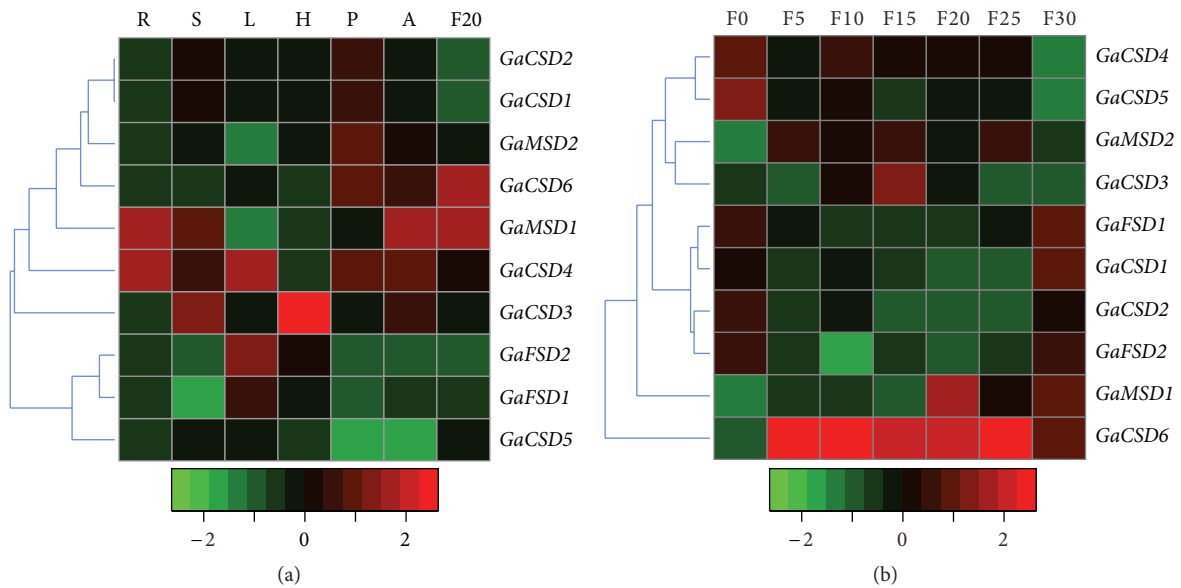 R S L H P A F20
GaCSD2
GaCSD1
GaMSD2
GaCSD6
GaMSD1
GaCSD4
GaCSD3
GaFSD2
GaFSD1
GaCSD5
−2 0 2
(a)
F0 F5 F10 F15 F20 F25 F30
GaCSD4
GaCSD5
GaMSD2
GaCSD3
GaFSD1
GaCSD1
GaCSD2
GaFSD2
GaMSD1
GaCSD6
−2 0 2
(b)